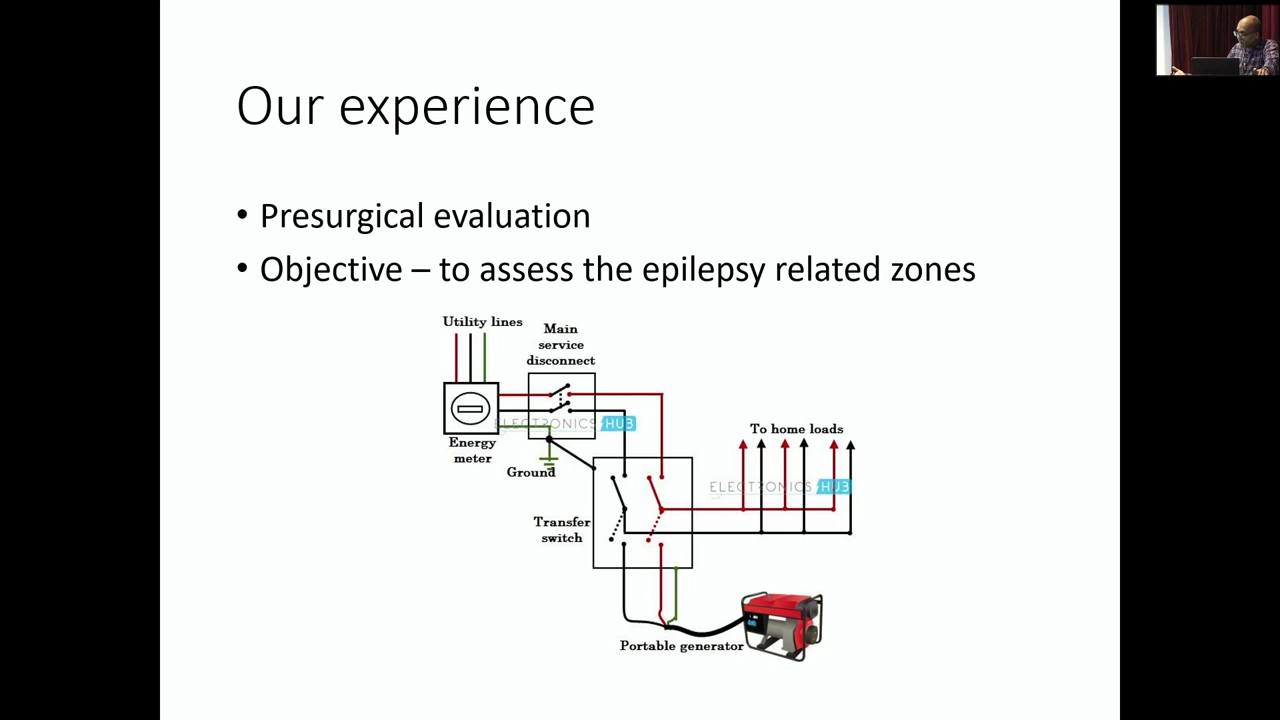 Our experience
• Presurgical evaluation
• Objective – to assess the epilepsy related zones
Utility lines
Main
service
disconnect
ELECTRONICS HUB
Energy
meter
Ground
To home loads
ELECTRONICS HUB
Transfer
switch
Portable generator